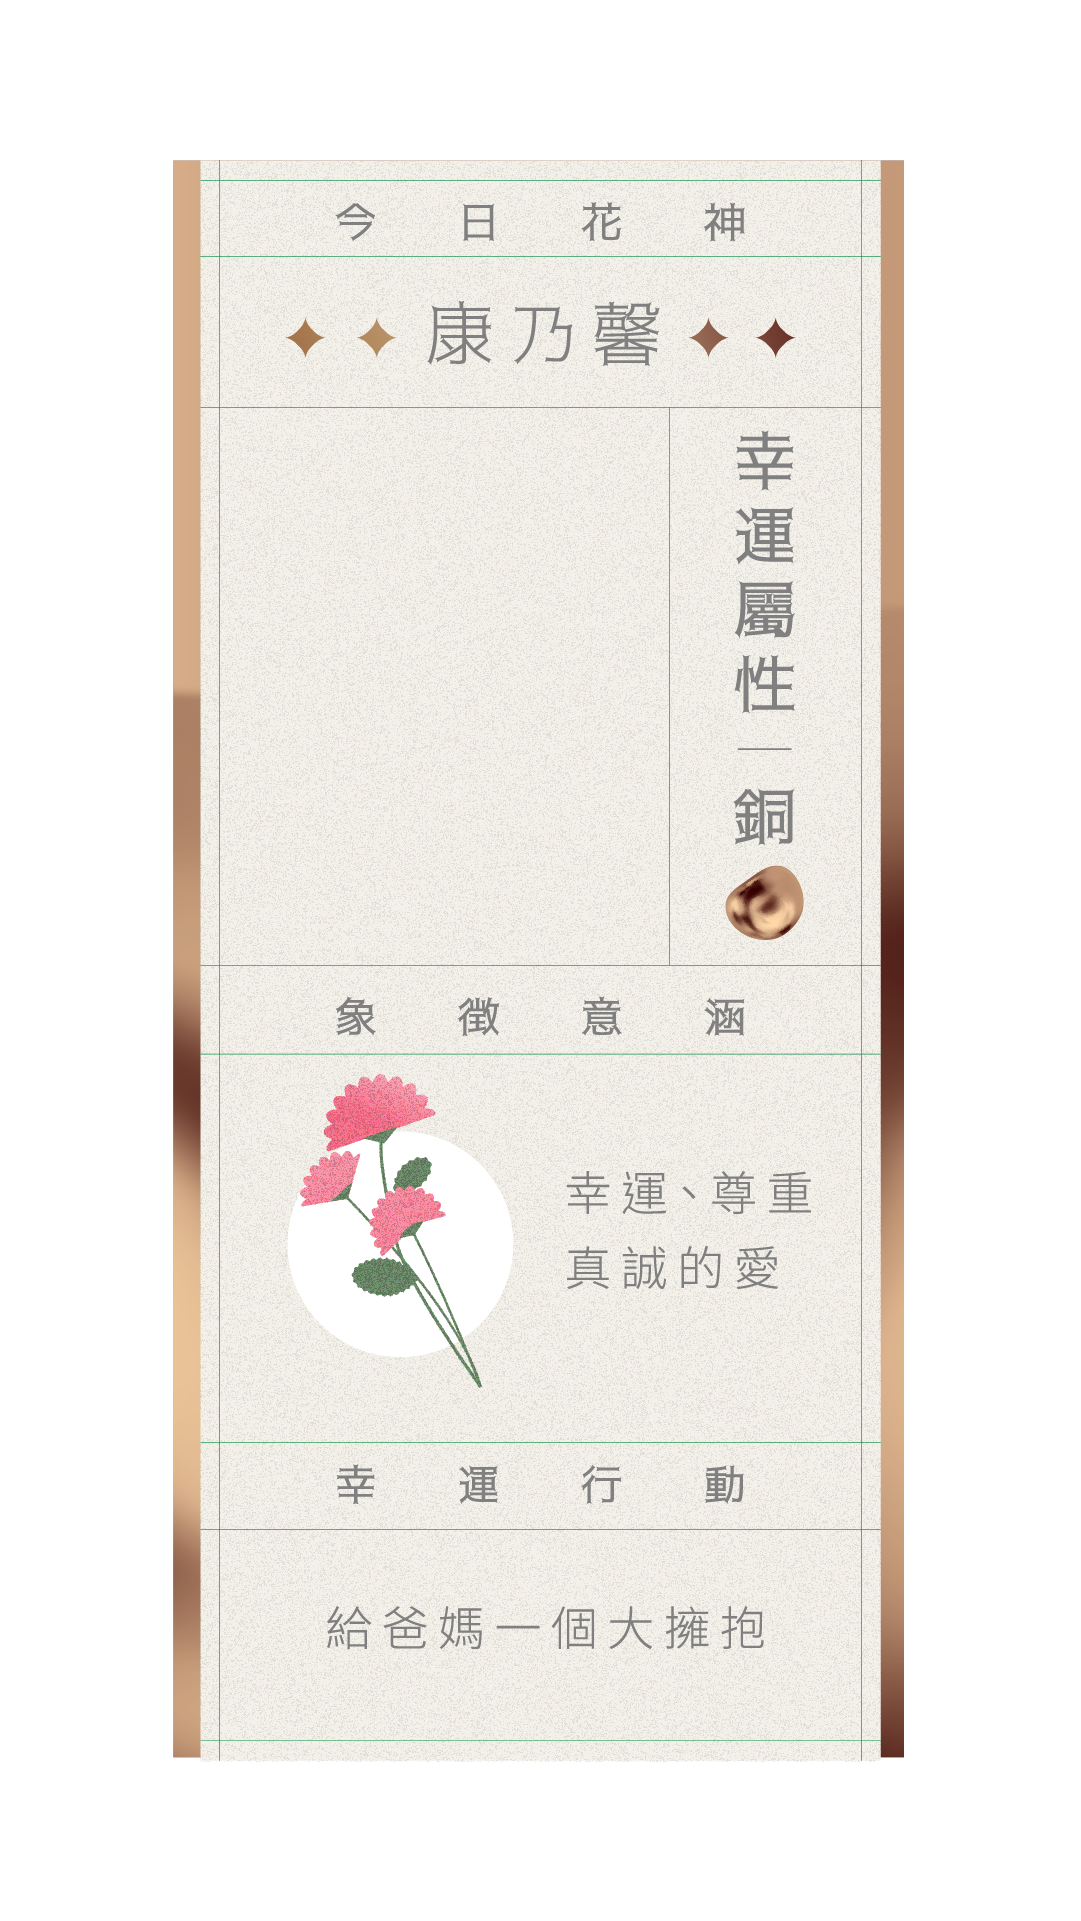 今日花神
康乃馨
幸運屬性｜銅
象徵意涵
幸運、尊重
真誠的愛
幸運行動
給爸媽一個大擁抱